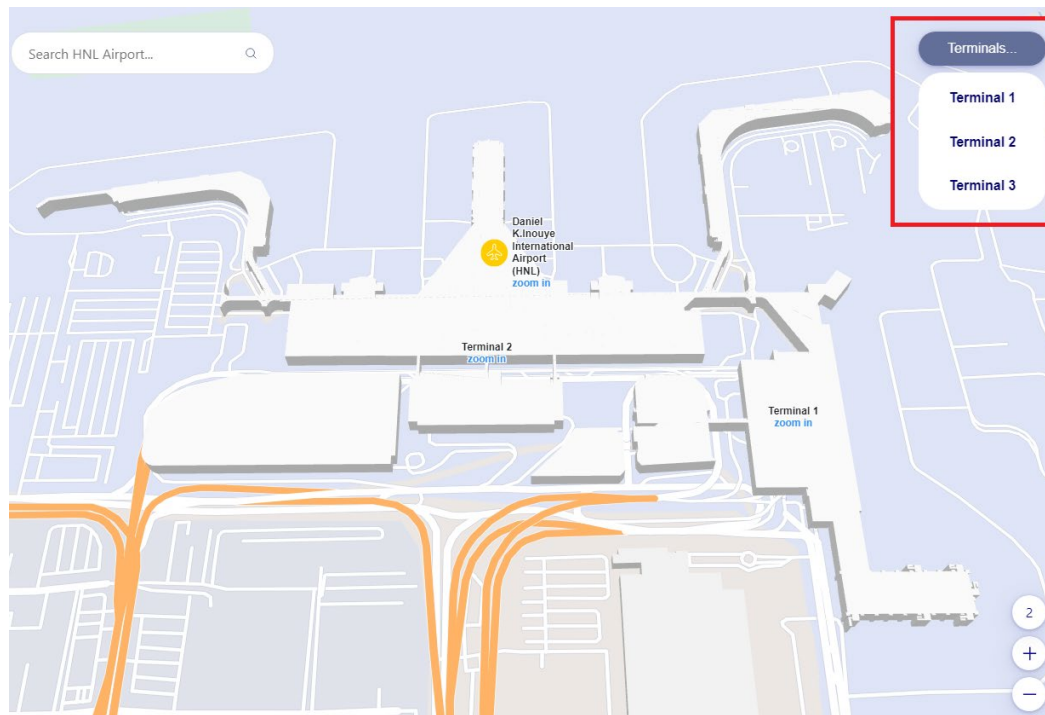 Search HNL Airport...
Terminals...
Terminal 1
Terminal 2
Terminal 3
Daniel
K.Inouye
International
Airport
(HNL)
zoom in
Terminal 2
zoom in
Terminal 1
zoom in
2
+
−